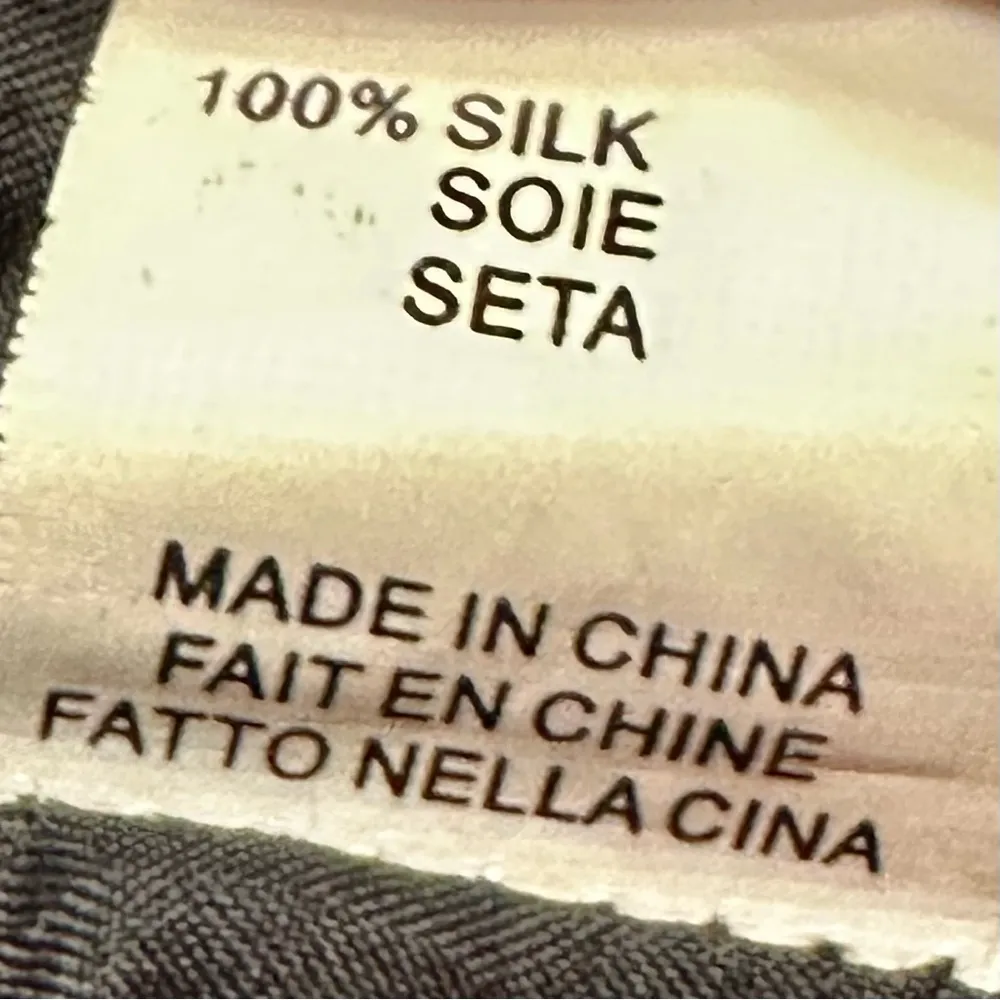 100% SILK
SOIE
SETA
MADE IN CHINA
FAIT EN CHINE
FATTO NELLA CINA